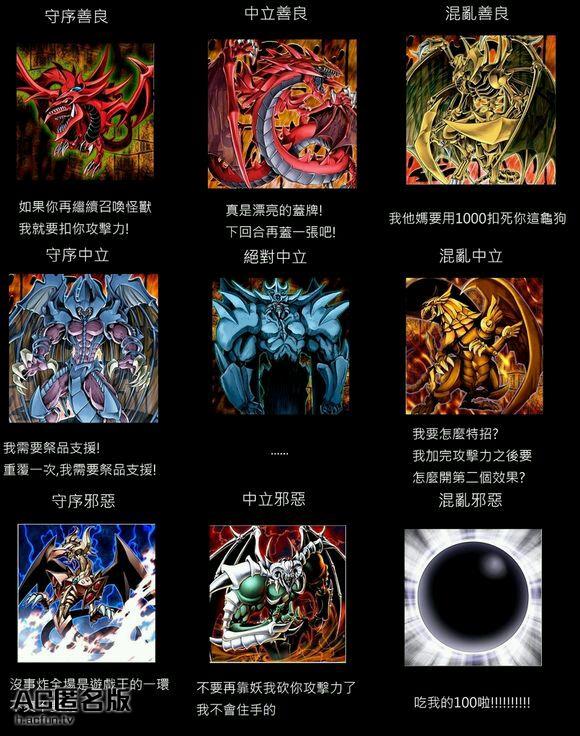 守序善良
中立善良
混亂善良
如果你再繼續召喚怪獸
我就要扣你攻擊力!
真是漂亮的蓋牌!
下回合再蓋一張吧!
我他媽要用1000扣死你這龜狗
守序中立
絕對中立
混亂中立
我需要祭品支援!
重覆一次,我需要祭品支援!
......
我要怎麼特招?
我加完攻擊力之後要
怎麼開第二個效果?
守序邪惡
中立邪惡
混亂邪惡
沒事炸全場是遊戲王的一環
不要再靠妖我砍你攻擊力了
我不會住手的
吃我的100啦!!!!!!!!!!
AC匿名版
h.acfun.tv